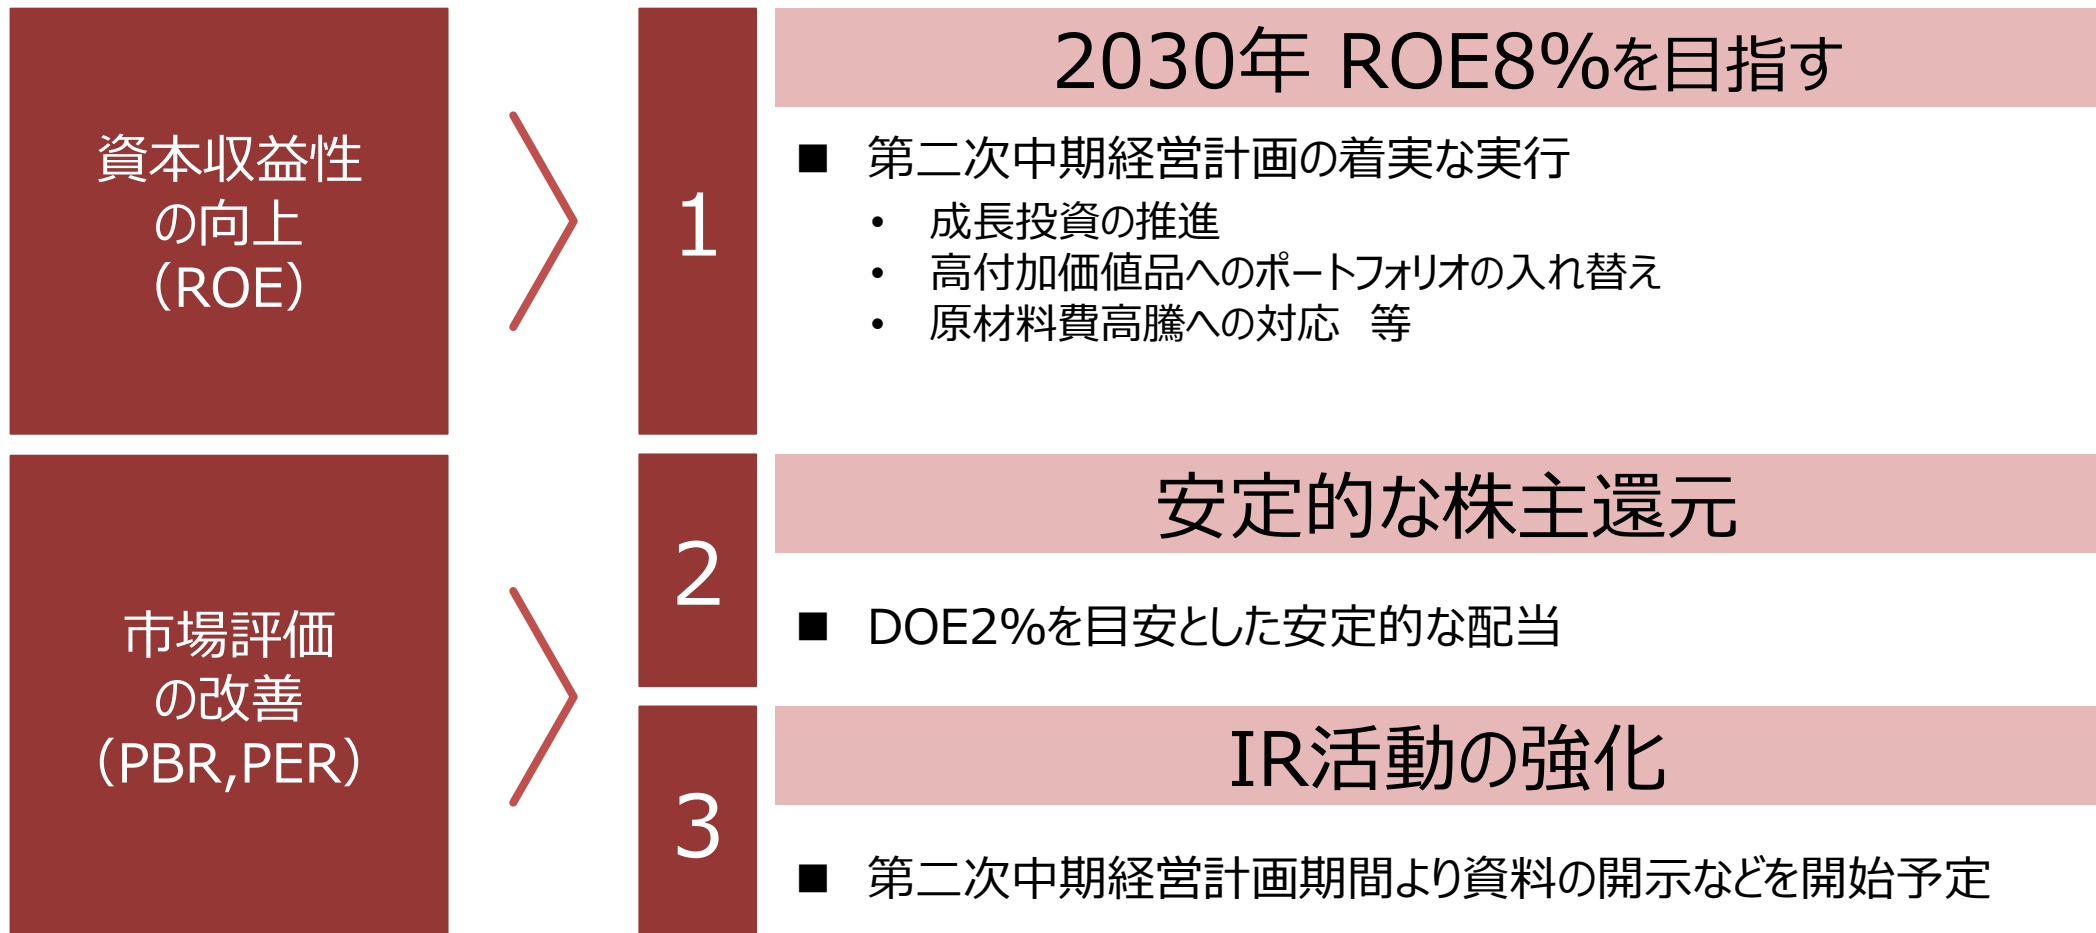 資本収益性
の向上
（ROE）
1
2030年 ROE8%を目指す
■ 第二次中期経営計画の着実な実行
• 成長投資の推進
• 高付加価値品へのポートフォリオの入れ替え
• 原材料費高騰への対応　等
市場評価
の改善
（PBR,PER）
2
安定的な株主還元
■ DOE2%を目安とした安定的な配当
3
IR活動の強化
■ 第二次中期経営計画期間より資料の開示などを開始予定